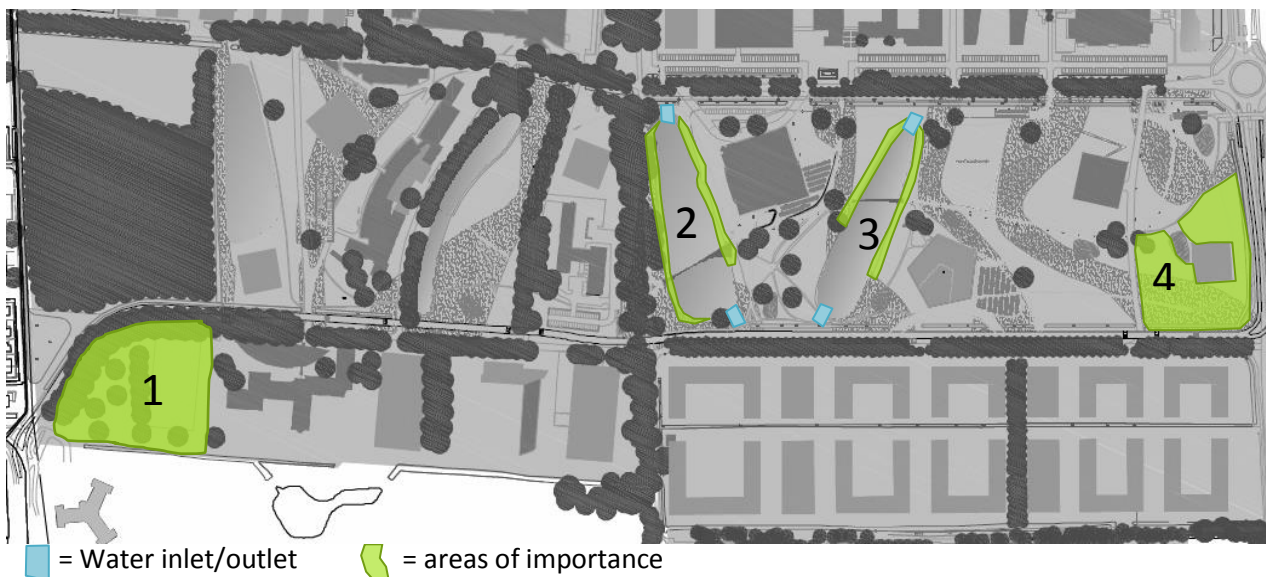 2
3
4
1
= Water inlet/outlet
= areas of importance